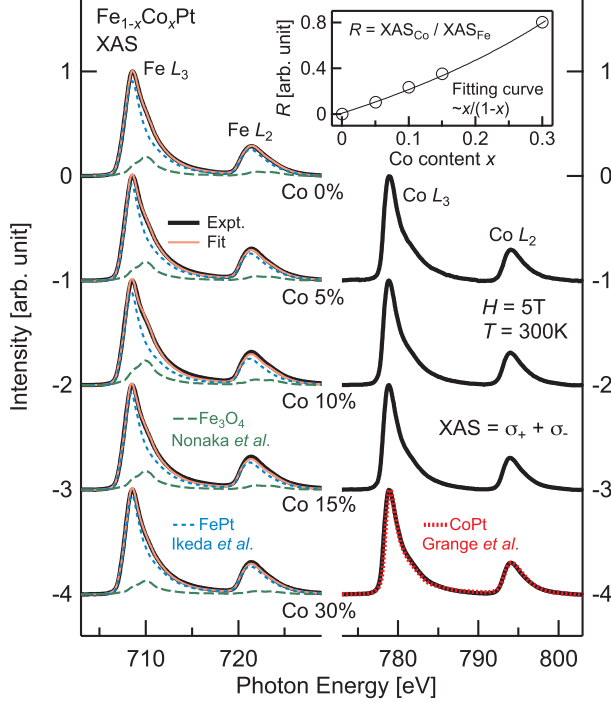 Fe1-xCoxPt
XAS
Fe L3
Fe L2
Co 0%
Expt.
Fit
Co 5%
Co 10%
Fe3O4
Nonaka et al.
Co 15%
FePt
Ikeda et al.
Co 30%
1
0
-1
-2
-3
-4
Intensity [arb. unit]
710
720
R = XASCo / XASFe
Fitting curve
~x/(1-x)
0.8
0.4
0
R [arb. unit]
0.0
0.1
0.2
0.3
Co content x
Co L3
Co L2
H = 5T
T = 300K
XAS = σ+ + σ-
CoPt
Grange et al.
1
0
-1
-2
-3
-4
780
790
800
Photon Energy [eV]